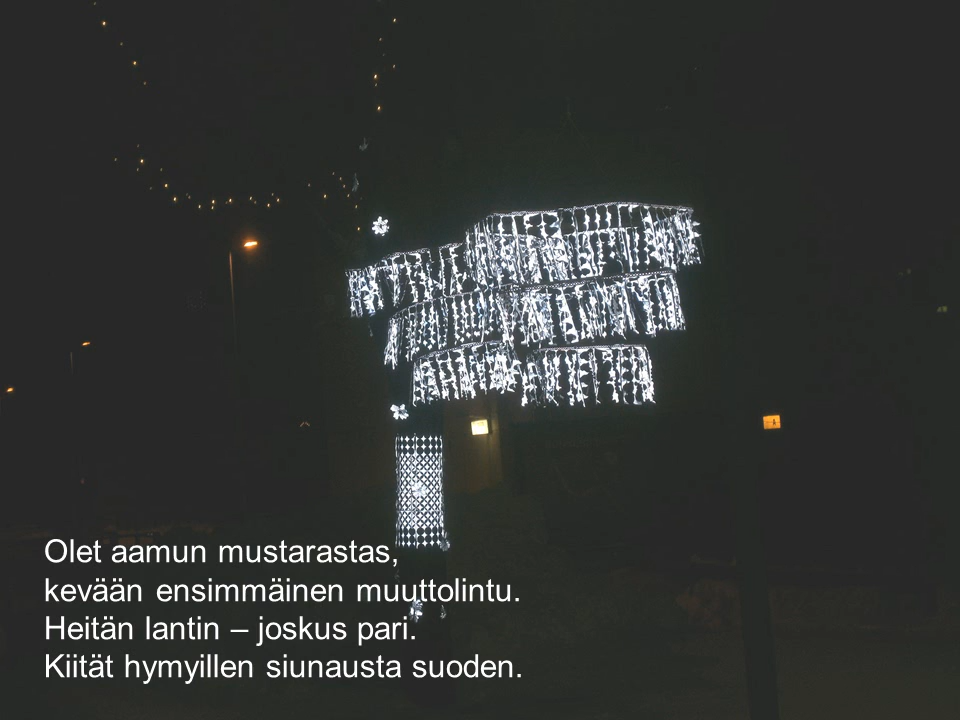 Olet aamun mustarastas,
kevään ensimmäinen muuttolintu.
Heitän lantin – joskus pari.
Kiität hymyillen siunausta suoden.